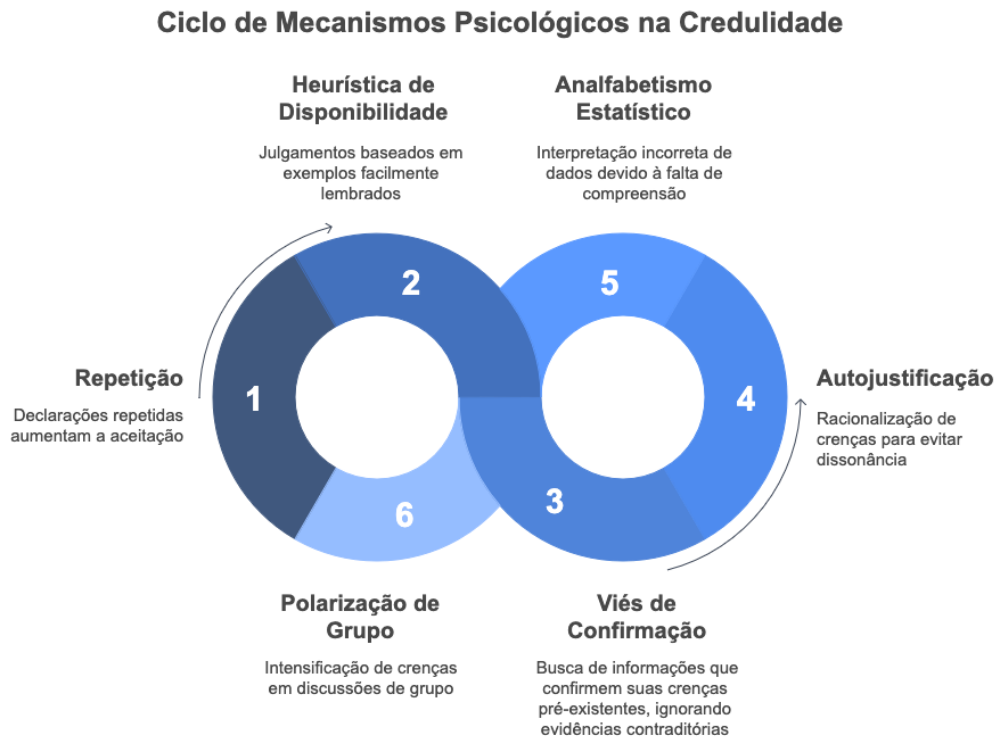 Ciclo de Mecanismos Psicológicos na Credulidade
Heurística de
Disponibilidade
Julgamentos baseados em
exemplos facilmente
lembrados
Analfabetismo
Estatístico
Interpretação incorreta de
dados devido à falta de
compreensão
2
5
Repetição
Declarações repetidas
aumentam a aceitação
1
4
Autojustificação
Racionalização de
crenças para evitar
dissonância
6
3
Polarização de
Grupo
Intensificação de crenças
em discussões de grupo
Viés de
Confirmação
Busca de informações que
confirmem suas crenças
pré-existentes, ignorando
evidências contraditórias